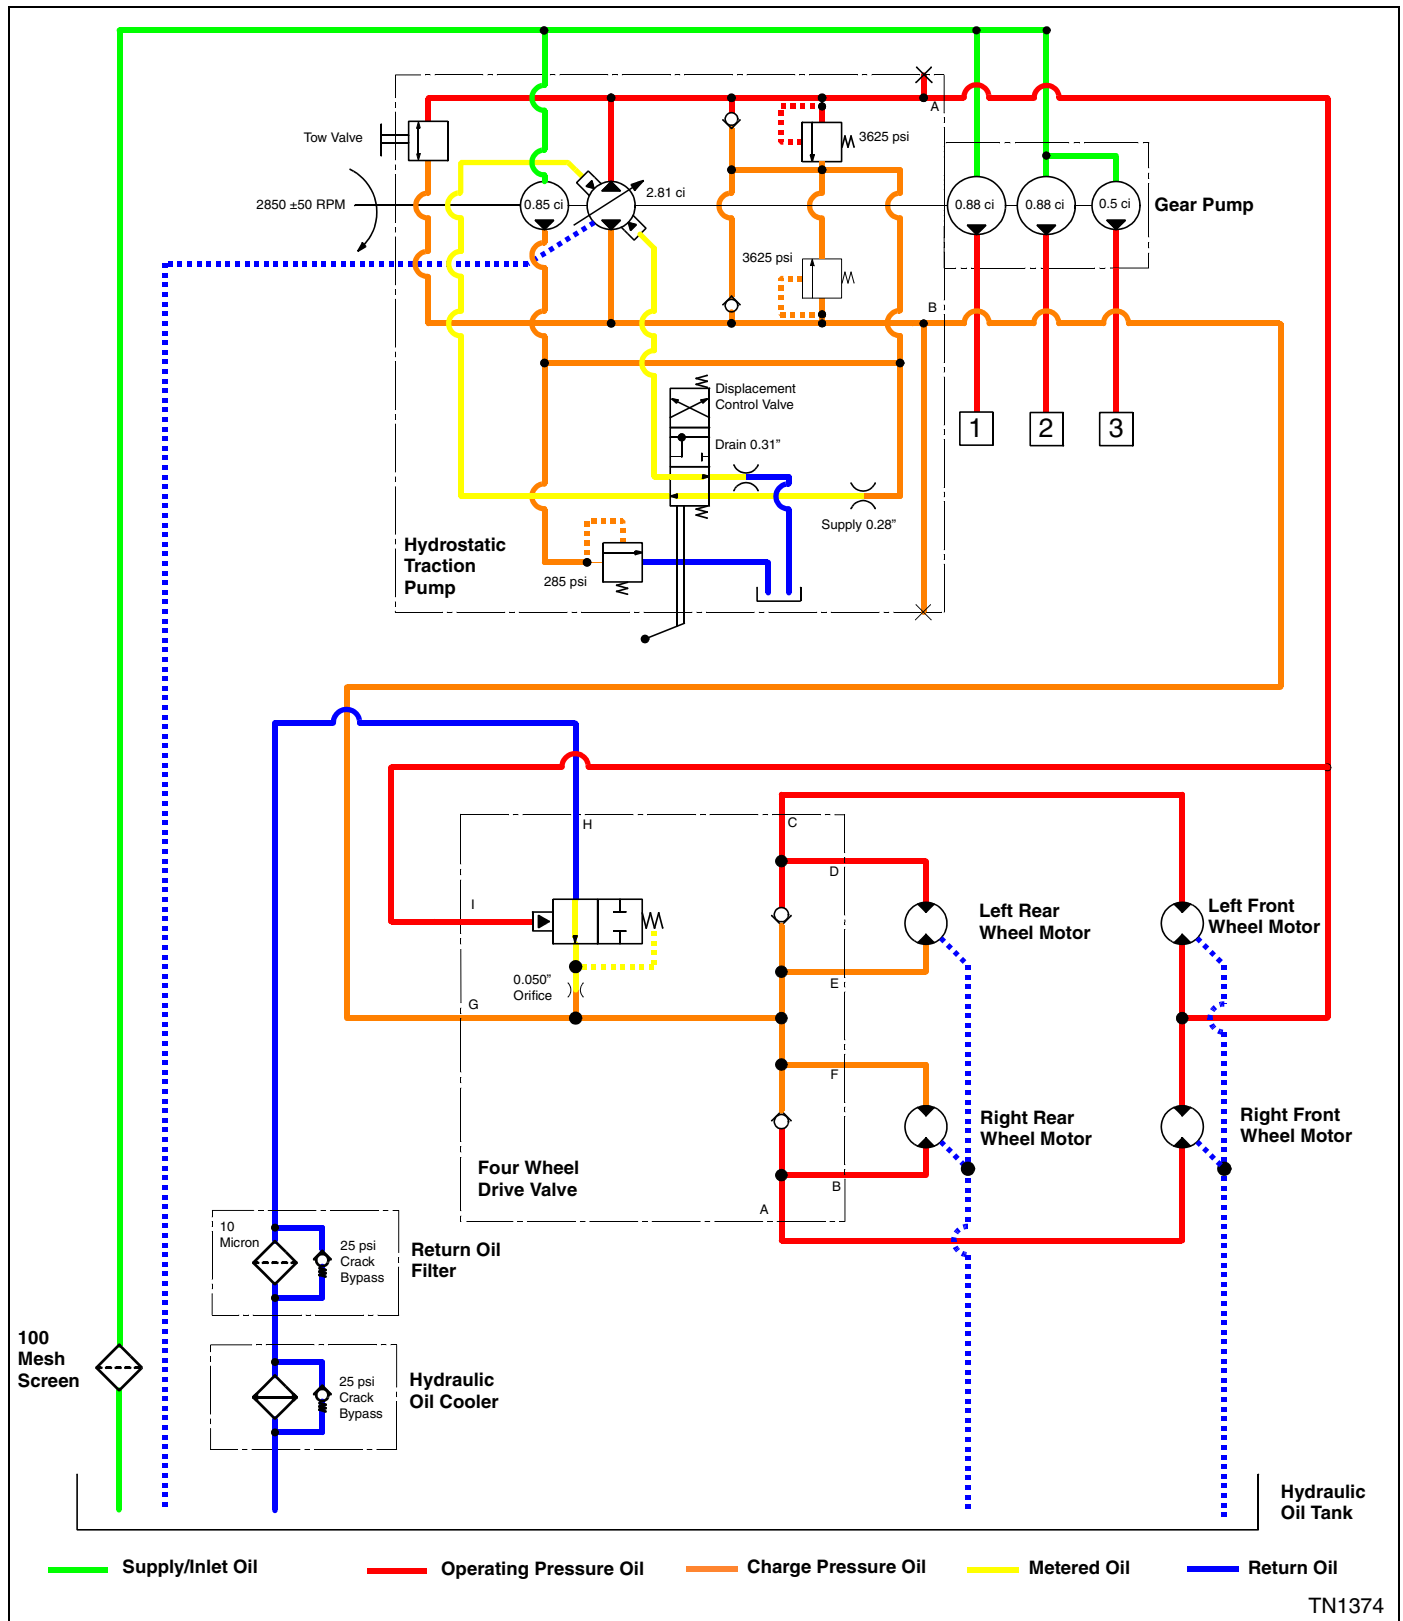 A
Tow Valve
3625 psi
2.81 ci
2850 ±50 RPM
0.85 ci
0.88 ci
0.88 ci
0.5 ci
Gear Pump
3625 psi
B
Displacement
Control Valve
1
2
3
Drain 0.31”
Supply 0.28”
Hydrostatic
Traction
Pump
285 psi
H
C
D
I
Left Rear
Wheel Motor
Left Front
Wheel Motor
0.050”
Orifice
E
G
F
Right Rear
Wheel Motor
Right Front
Wheel Motor
Four Wheel
Drive Valve
B
A
10
Micron
25 psi
Crack
Bypass
Return Oil
Filter
100
Mesh
Screen
25 psi
Crack
Bypass
Hydraulic
Oil Cooler
Hydraulic
Oil Tank
Supply/Inlet Oil
Operating Pressure Oil
Charge Pressure Oil
Metered Oil
Return Oil
TN1374